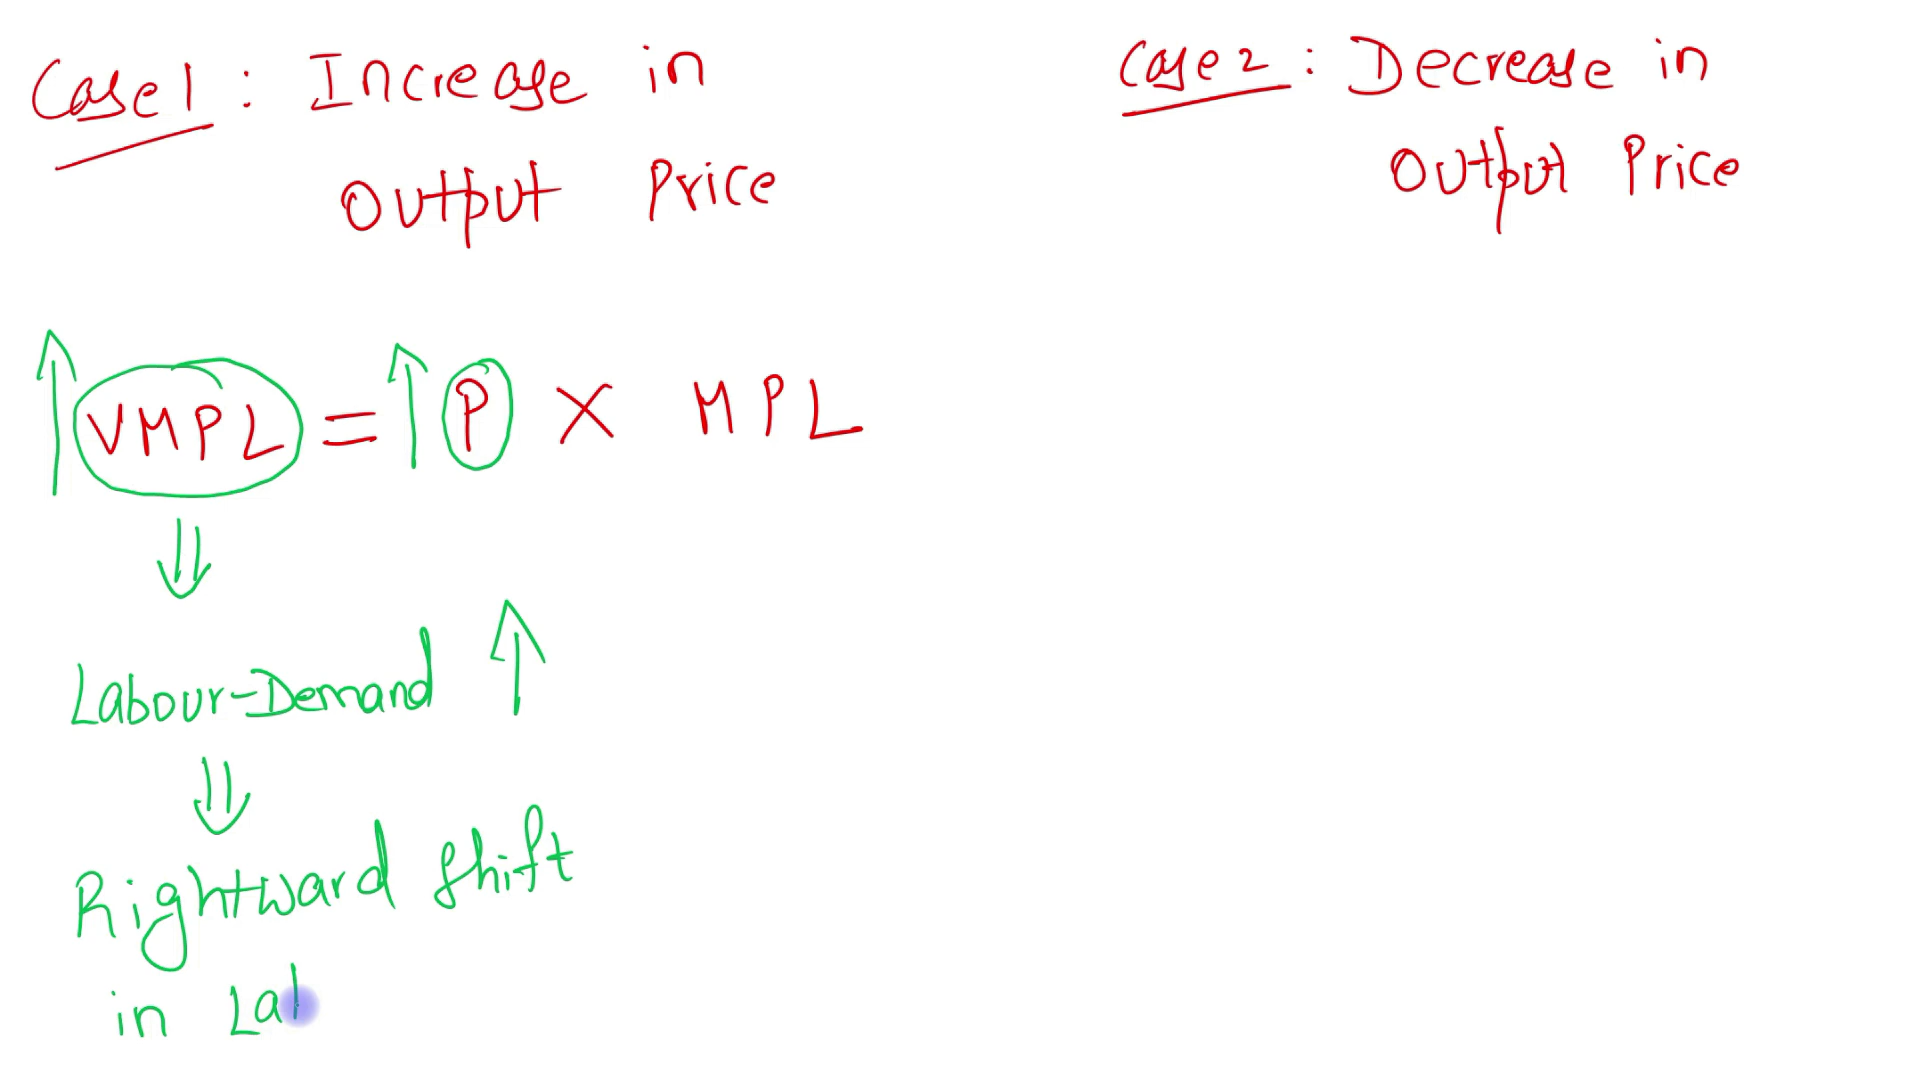 Case 1 : Increase in
Output Price
↑ VMPL = ↑ P × MPL
⇓
Labour-Demand ↑
⇓
Rightward shift
in Lal
Case 2 : Decrease in
Output Price